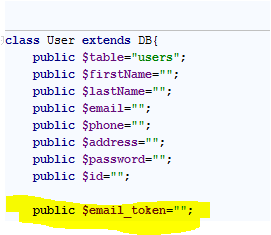 class User extends DB{
public $table="users";
public $firstName="";
public $lastName="";
public $email="";
public $phone="";
public $address="";
public $password="";
public $id="";
public $email_token="";